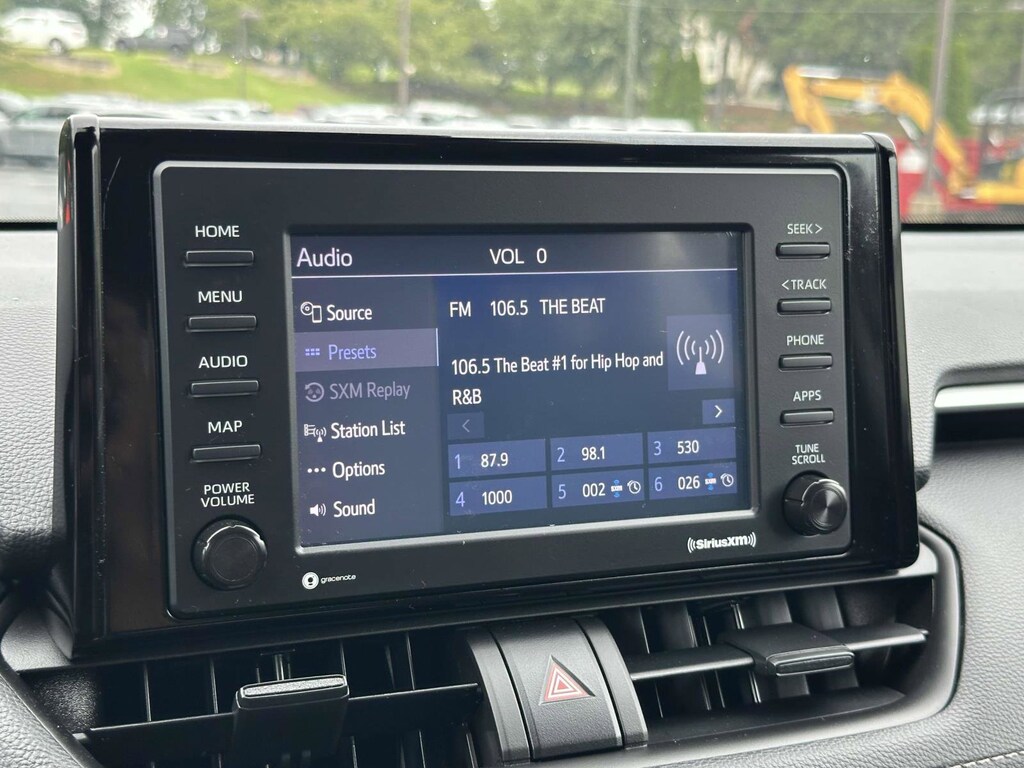 HOME
MENU
AUDIO
MAP
POWER
VOLUME
Audio VOL 0
Source
Presets
SXM Replay
Station List
Options
Sound
FM 106.5 THE BEAT
106.5 The Beat #1 for Hip Hop and
R&B
1 87.9 2 98.1 3 530
4 1000 5 002 SXM 6 026 SXM
SEEK >
< TRACK
PHONE
APPS
TUNE
SCROLL
gracenote
((SiriusXM))